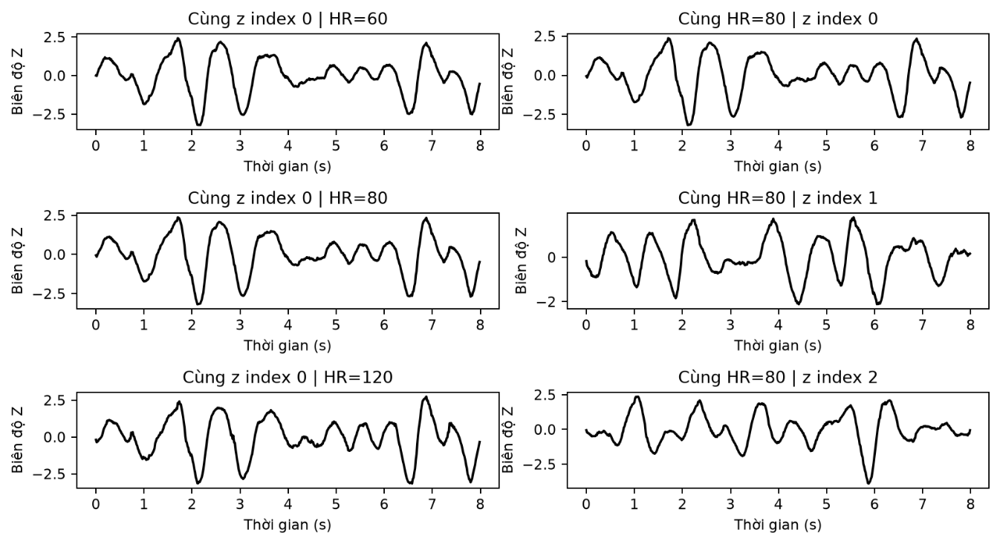 Cùng z index 0 | HR=60
Biên độ Z
2.5
0.0
−2.5
0 1 2 3 4 5 6 7 8
Thời gian (s)
Cùng HR=80 | z index 0
Biên độ Z
2.5
0.0
−2.5
0 1 2 3 4 5 6 7 8
Thời gian (s)
Cùng z index 0 | HR=80
Biên độ Z
2.5
0.0
−2.5
0 1 2 3 4 5 6 7 8
Thời gian (s)
Cùng HR=80 | z index 1
Biên độ Z
0
−2
0 1 2 3 4 5 6 7 8
Thời gian (s)
Cùng z index 0 | HR=120
Biên độ Z
2.5
0.0
−2.5
0 1 2 3 4 5 6 7 8
Thời gian (s)
Cùng HR=80 | z index 2
Biên độ Z
2.5
0.0
−2.5
0 1 2 3 4 5 6 7 8
Thời gian (s)